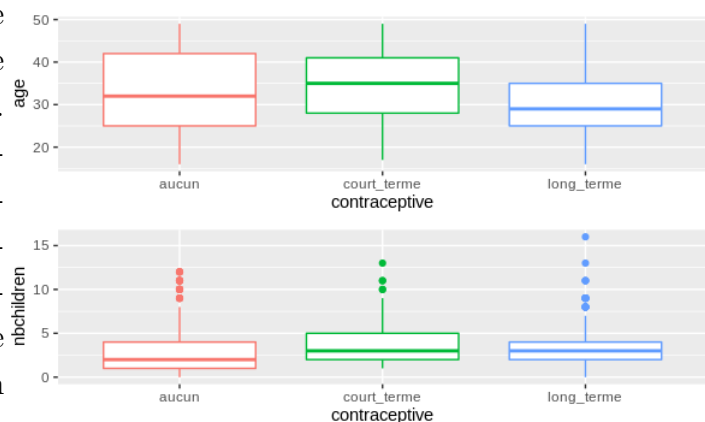 50
40
30
20
age
aucun court_terme long_terme
contraceptive
15
10
5
0
nbchildren
aucun court_terme long_terme
contraceptive